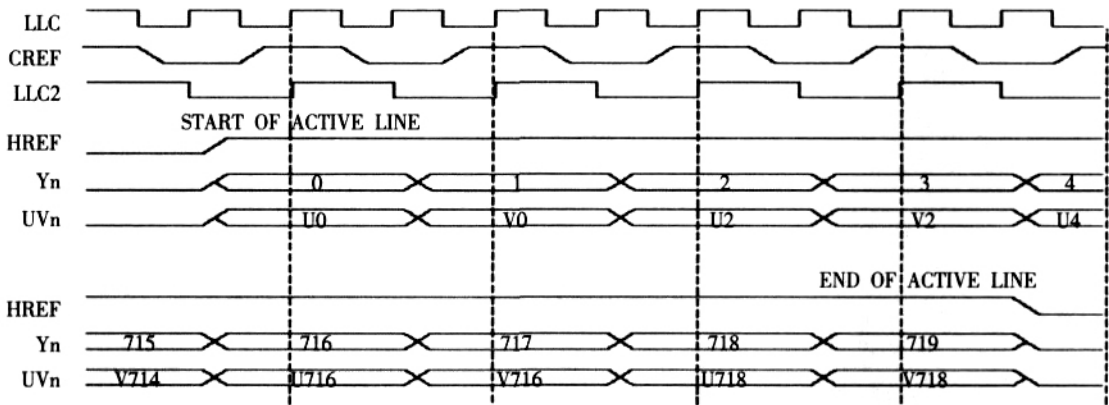 LLC
CREF
LLC2
START OF ACTIVE LINE
HREF
Yn 0 1 2 3 4
UVn U0 V0 U2 V2 U4
END OF ACTIVE LINE
HREF
Yn 715 716 717 718 719
UVn V714 U716 V716 U718 V718